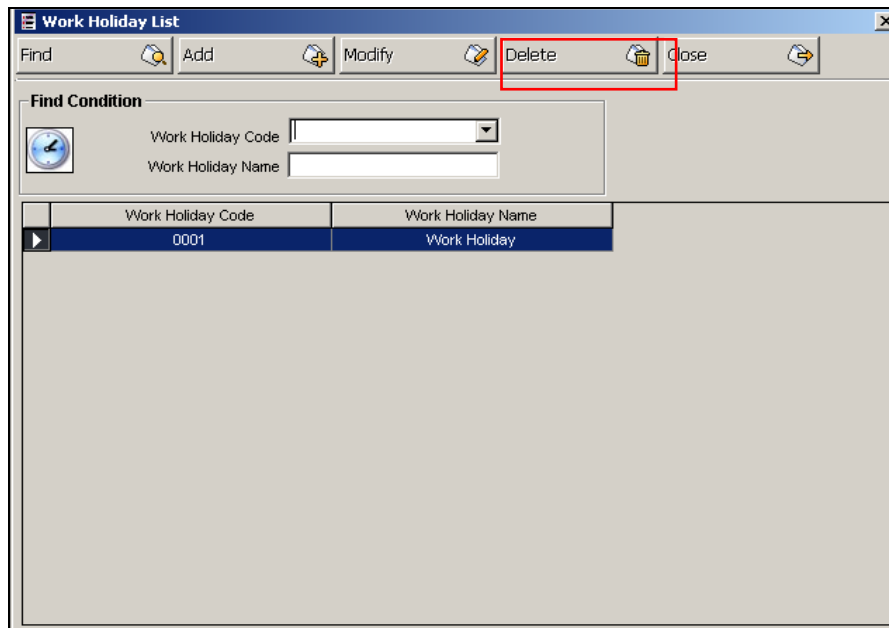 Work Holiday List
Find Add Modify Delete Close
Find Condition
Work Holiday Code
Work Holiday Name
Work Holiday Code Work Holiday Name
0001 Work Holiday